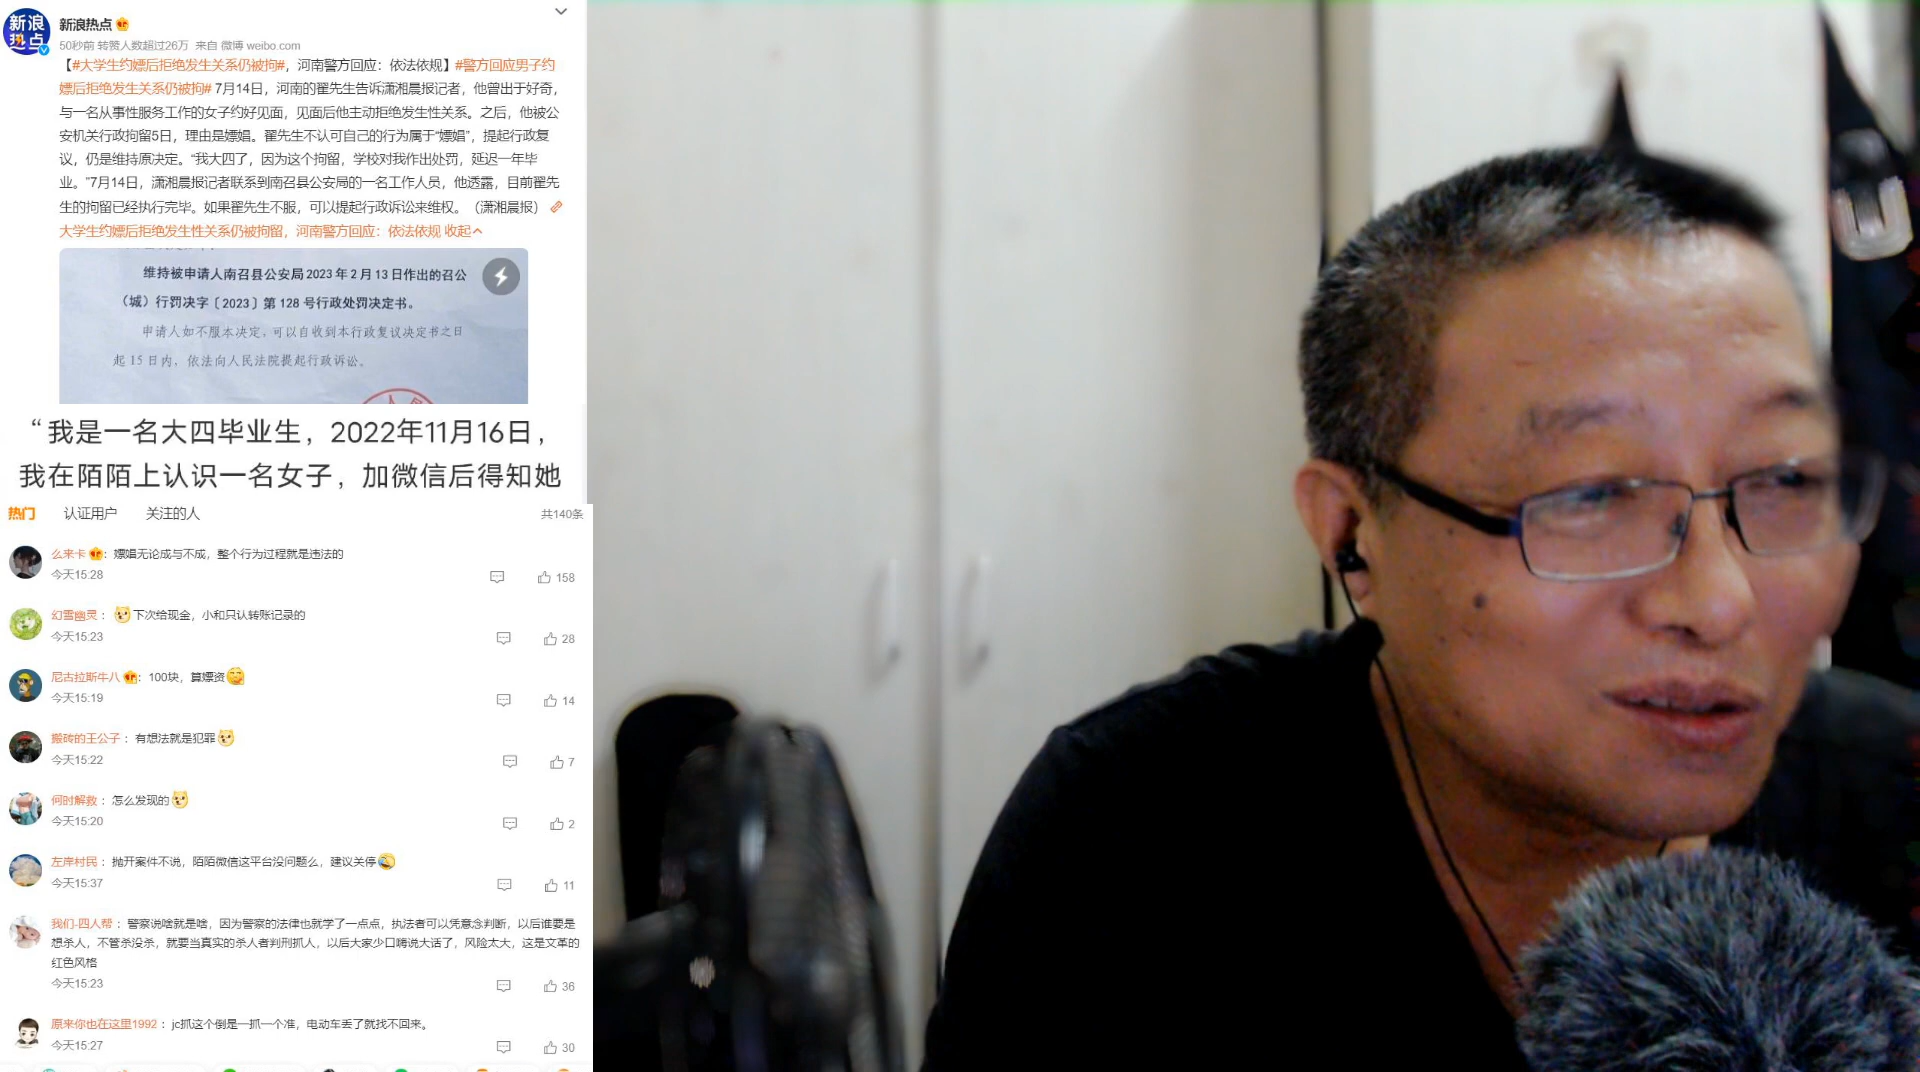 新浪
热点
新浪热点
50秒前 转赞人数超过26万 来自 微博 weibo.com
【#大学生约嫖后拒绝发生关系仍被拘#，河南警方回应：依法依规】#警方回应男子约
嫖后拒绝发生关系仍被拘# 7月14日，河南的翟先生告诉潇湘晨报记者，他曾出于好奇，
与一名从事性服务工作的女子约好见面，见面后他主动拒绝发生性关系。之后，他被公
安机关行政拘留5日，理由是嫖娼。翟先生不认可自己的行为属于“嫖娼”，提起行政复
议，仍是维持原决定。“我大四了，因为这个拘留，学校对我作出处罚，延迟一年毕
业。”7月14日，潇湘晨报记者联系到南召县公安局的一名工作人员，他透露，目前翟先
生的拘留已经执行完毕。如果翟先生不服，可以提起行政诉讼来维权。（潇湘晨报）
大学生约嫖后拒绝发生性关系仍被拘留，河南警方回应：依法依规 收起
维持被申请人南召县公安局2023年2月13日作出的召公
（城）行罚决字〔2023〕第128号行政处罚决定书。
申请人如不服本决定，可以自收到本行政复议决定书之日
起15日内，依法向人民法院提起行政诉讼。
“我是一名大四毕业生，2022年11月16日，
我在陌陌上认识一名女子，加微信后得知她
热门 认证用户 关注的人 共140条
么来卡：嫖娼无论成与不成，整个行为过程就是违法的
今天15:28 158
幻雪幽灵：下次给现金，小和只认转账记录的
今天15:23 28
尼古拉斯牛八：100块，算嫖资
今天15:19 14
搬砖的王公子：有想法就是犯罪
今天15:22 7
何时解救：怎么发现的
今天15:20 2
左岸村民：抛开案件不说，陌陌微信这平台没问题么，建议关停
今天15:37 11
我们-四人帮：警察说啥就是啥，因为警察的法律也就学了一点点，执法者可以凭意念判断，以后谁要是
想杀人，不管杀没杀，就要当真实的杀人者判刑抓人，以后大家少口嗨说大话了，风险太大，这是文革的
红色风格
今天15:23 36
原来你也在这里1992：jc抓这个倒是一抓一个准，电动车丢了就找不回来。
今天15:27 30